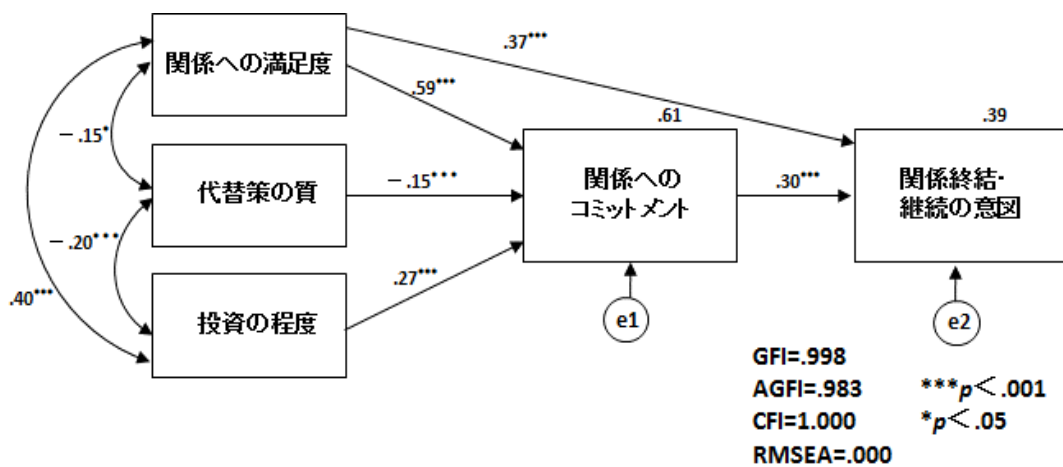 関係への満足度
.37***
.59***
.61
.39
－.15*
代替策の質
－.15***
関係への
コミットメント
.30***
関係終結・
継続の意図
－.20***
.40***
投資の程度
.27***
e1
e2
GFI=.998
AGFI=.983 ***p＜.001
CFI=1.000 *p＜.05
RMSEA=.000